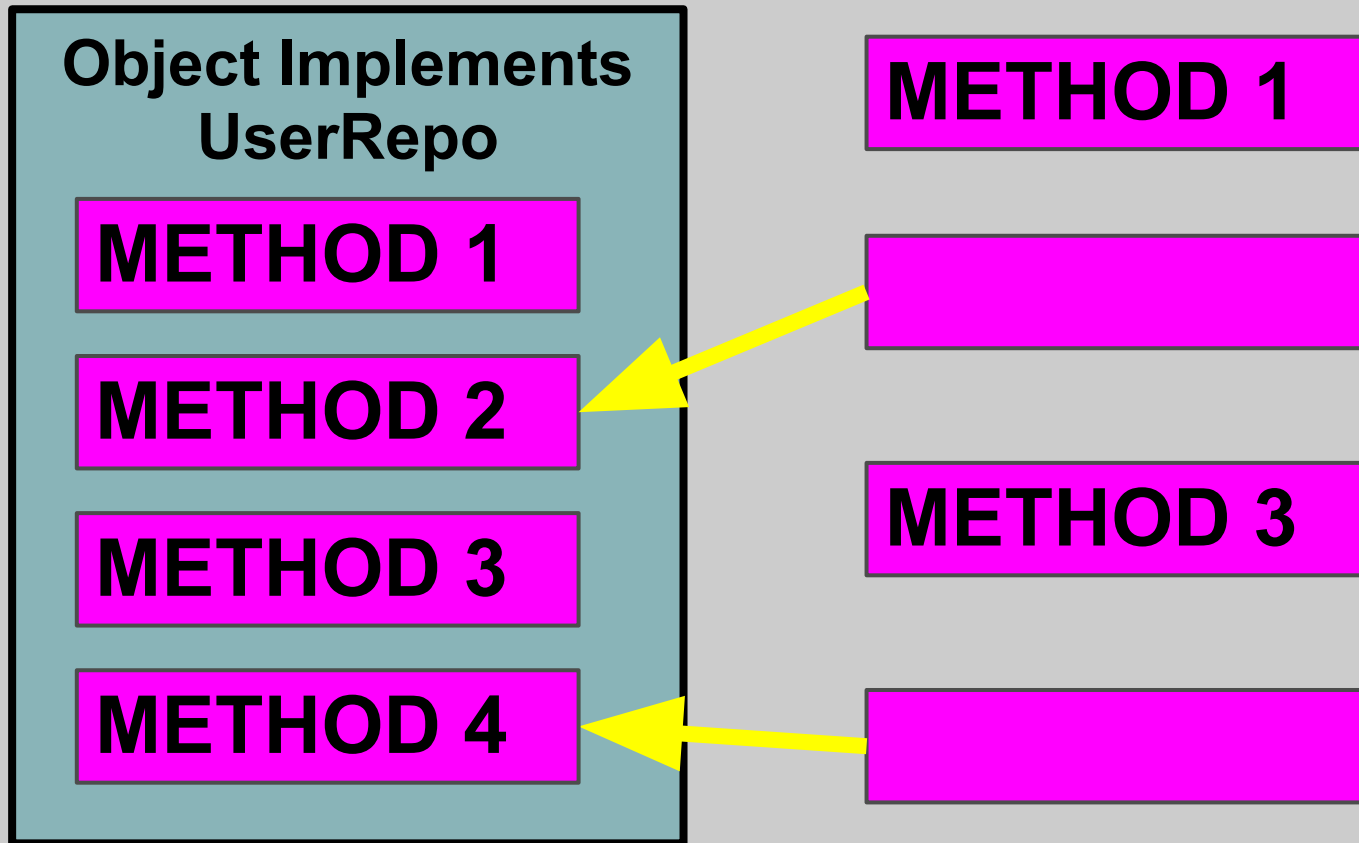 Object Implements
UserRepo
METHOD 1
METHOD 2
METHOD 3
METHOD 4
METHOD 1
METHOD 3